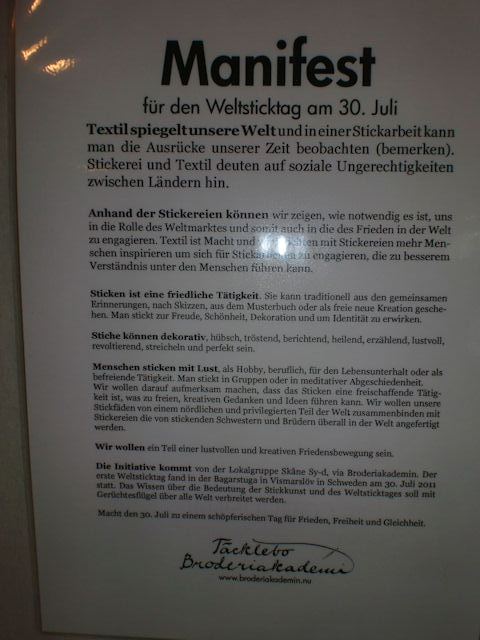 Manifest
für den Weltsticktag am 30. Juli
Textil spiegelt unsere Welt und in einer Stickarbeit kann
man die Ausrücke unserer Zeit beobachten (bemerken).
Stickerei und Textil deuten auf soziale Ungerechtigkeiten
zwischen Ländern hin.
Anhand der Stickereien können wir zeigen, wie notwendig es ist, uns
in die Rolle des Weltmarktes und somit auch in die des Frieden in der Welt
zu engagieren. Textil ist Macht und mit Stickereien mehr Men-
schen inspirieren um sich für zu engagieren, die zu besserem
Verständnis unter den Menschen führen kann.
Sticken ist eine friedliche Tätigkeit. Sie kann traditionell aus den gemeinsamen
Erinnerungen, nach Skizzen, aus dem Musterbuch oder als freie neue Kreation gesche-
hen. Man stickt zur Freude, Schönheit, Dekoration und um Identität zu erwirken.
Stiche können dekorativ, hübsch, tröstend, berichtend, heilend, erzählend, lustvoll,
revoltierend, streicheln und perfekt sein.
Menschen sticken mit Lust, als Hobby, beruflich, für den Lebensunterhalt oder als
befreiende Tätigkeit. Man stickt in Gruppen oder in meditativer Abgeschiedenheit.
Wir wollen darauf aufmerksam machen, dass das Sticken eine freischaffende Tätig-
keit ist, was zu freien, kreativen Gedanken und Ideen führen kann. Wir wollen unsere
Stickfäden von einem nördlichen und privilegierten Teil der Welt zusammenbinden mit
Stickereien die von stickenden Schwestern und Brüdern überall in der Welt angefertigt
werden.
Wir wollen ein Teil einer lustvollen und kreativen Friedensbewegung sein.
Die Initiative kommt von der Lokalgruppe Skåne Sy-d, via Broderiakademin. Der
erste Weltsticktag fand in der Bagarstuga in Vismarslöv in Schweden am 30. Juli 2011
statt. Das Wissen über die Bedeutung der Stickkunst und des Weltsticktages soll mit
Gerüchtesflügel über alle Welt verbreitet werden.
Macht den 30. Juli zu einem schöpferischen Tag für Frieden, Freiheit und Gleichheit.
Täcklebo
Broderiakademi
www.broderiakademin.nu